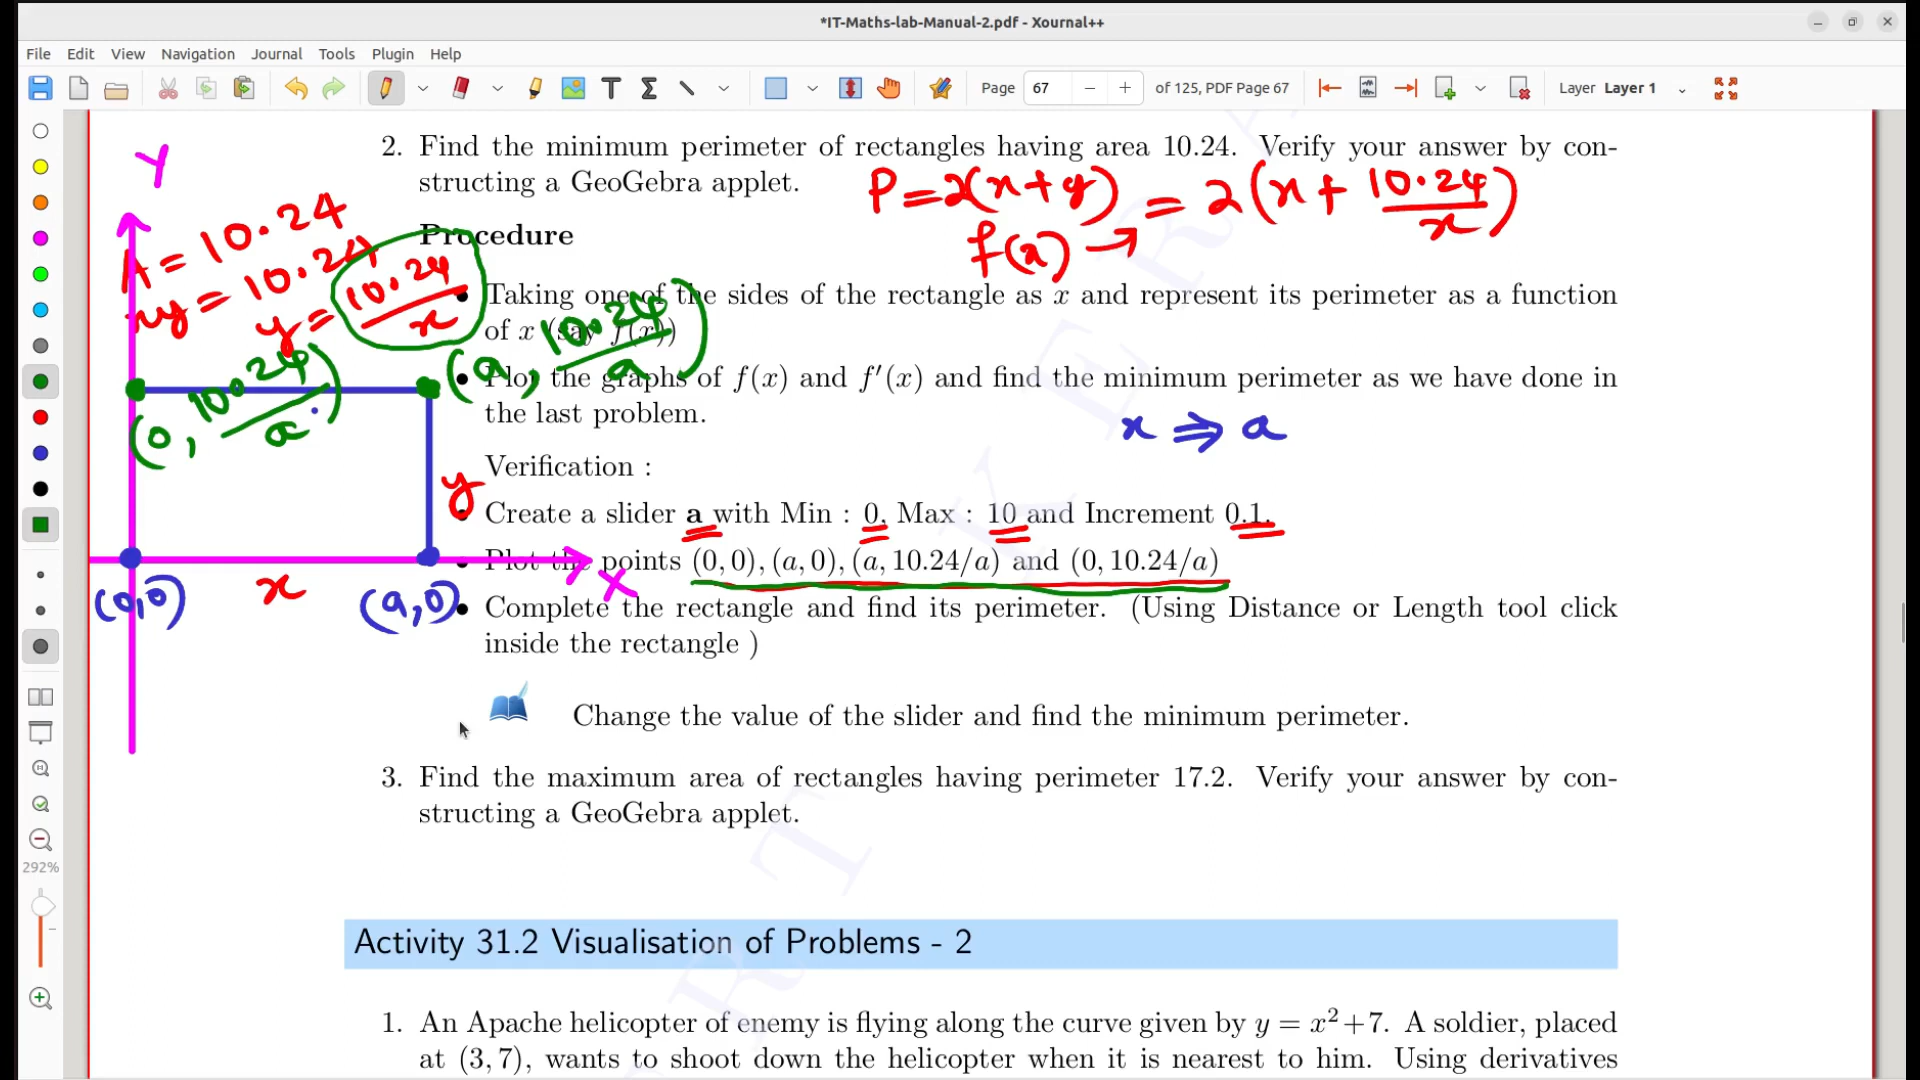 *IT-Maths-lab-Manual-2.pdf - Xournal++
File Edit View Navigation Journal Tools Plugin Help
Page 67 of 125, PDF Page 67 Layer Layer 1
2. Find the minimum perimeter of rectangles having area 10.24. Verify your answer by con-
structing a GeoGebra applet.
P=2(x+y) = 2(x+10.24/x)
f(x) →
Y
A = 10.24
xy = 10.24
y = 10.24/x
Procedure
• Taking one of the sides of the rectangle as x and represent its perimeter as a function
of x (say f(x))
(a, 10.24/a)
(0, 10.24/a)
• Plot the graphs of f(x) and f′(x) and find the minimum perimeter as we have done in
the last problem.
x ⇒ a
Verification :
y
• Create a slider a with Min : 0, Max : 10 and Increment 0.1.
• Plot the points (0, 0), (a, 0), (a, 10.24/a) and (0, 10.24/a)
(0,0) x (a,0) X
• Complete the rectangle and find its perimeter. (Using Distance or Length tool click
inside the rectangle )
Change the value of the slider and find the minimum perimeter.
3. Find the maximum area of rectangles having perimeter 17.2. Verify your answer by con-
structing a GeoGebra applet.
292%
Activity 31.2 Visualisation of Problems - 2
1. An Apache helicopter of enemy is flying along the curve given by y = x²+7. A soldier, placed
at (3, 7), wants to shoot down the helicopter when it is nearest to him. Using derivatives
K E R A
R T